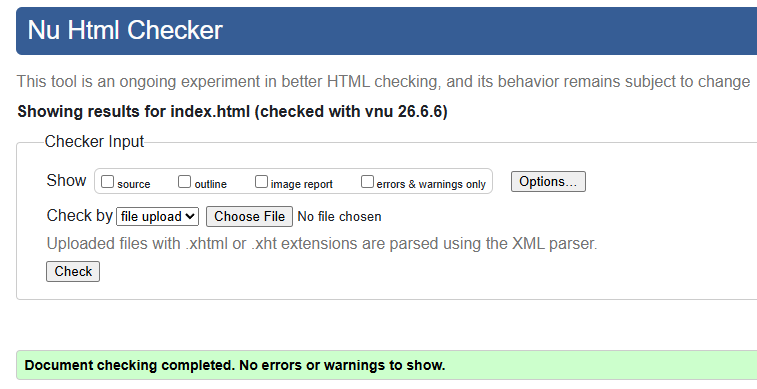 Nu Html Checker
This tool is an ongoing experiment in better HTML checking, and its behavior remains subject to change
Showing results for index.html (checked with vnu 26.6.6)
Checker Input
Show source outline image report errors & warnings only Options...
Check by file upload Choose File No file chosen
Uploaded files with .xhtml or .xht extensions are parsed using the XML parser.
Check
Document checking completed. No errors or warnings to show.